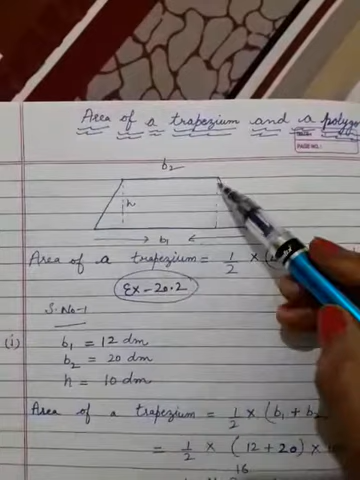 Area of a trapezium and a polygo
PAGE NO.:
b₂
h
b₁
Area of a trapezium = 1/2 × (
Ex - 20.2
S.No-1
(i) b₁ = 12 dm
b₂ = 20 dm
h = 10 dm
Area of a trapezium = 1/2 × (b₁ + b₂
= 1/2 × (12 + 20) ×
16